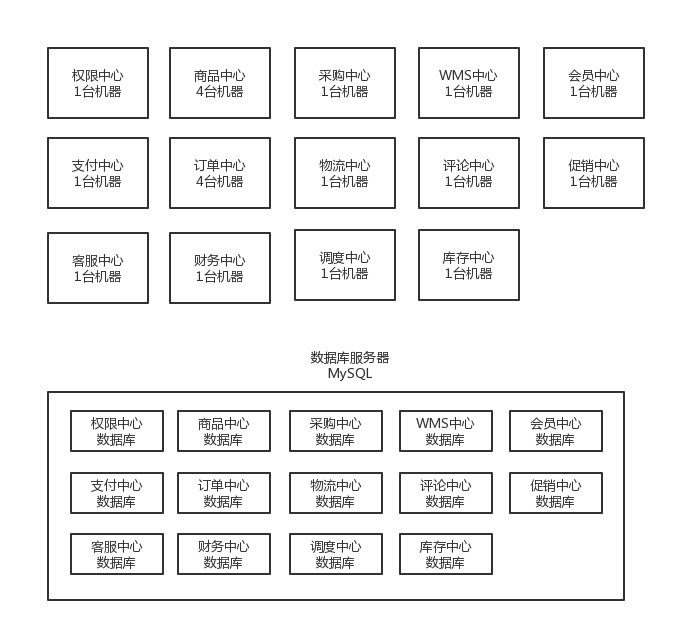 权限中心
1台机器
商品中心
4台机器
采购中心
1台机器
WMS中心
1台机器
会员中心
1台机器
支付中心
1台机器
订单中心
4台机器
物流中心
1台机器
评论中心
1台机器
促销中心
1台机器
客服中心
1台机器
财务中心
1台机器
调度中心
1台机器
库存中心
1台机器
数据库服务器
MySQL
权限中心
数据库
商品中心
数据库
采购中心
数据库
WMS中心
数据库
会员中心
数据库
支付中心
数据库
订单中心
数据库
物流中心
数据库
评论中心
数据库
促销中心
数据库
客服中心
数据库
财务中心
数据库
调度中心
数据库
库存中心
数据库